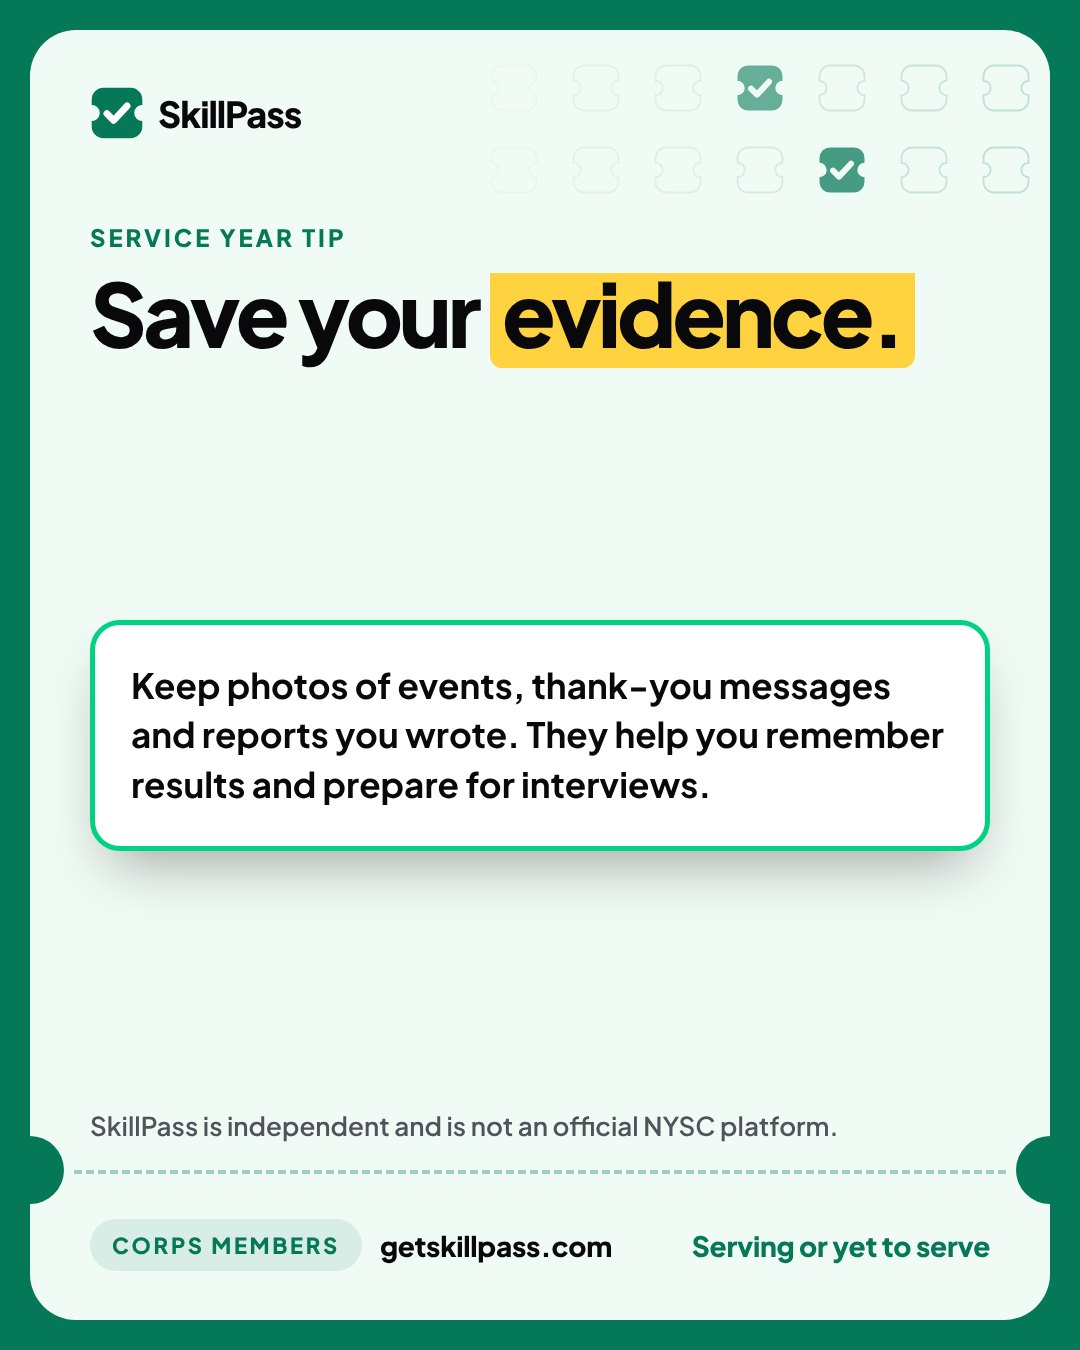 SkillPass
SERVICE YEAR TIP
Save your evidence.
Keep photos of events, thank-you messages
and reports you wrote. They help you remember
results and prepare for interviews.
SkillPass is independent and is not an official NYSC platform.
CORPS MEMBERS getskillpass.com Serving or yet to serve